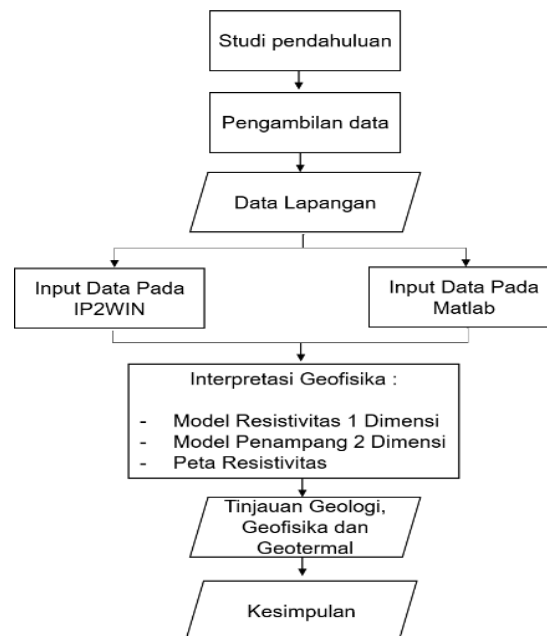 Studi pendahuluan
Pengambilan data
Data Lapangan
Input Data Pada
IP2WIN
Input Data Pada
Matlab
Interpretasi Geofisika :
- Model Resistivitas 1 Dimensi
- Model Penampang 2 Dimensi
- Peta Resistivitas
Tinjauan Geologi,
Geofisika dan
Geotermal
Kesimpulan